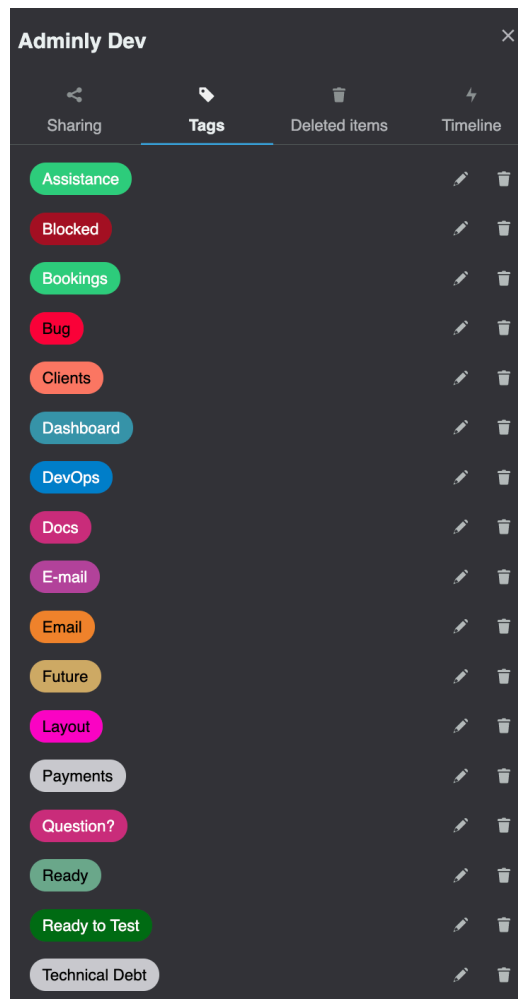 Adminly Dev
Sharing
Tags
Deleted items
Timeline
Assistance
Blocked
Bookings
Bug
Clients
Dashboard
DevOps
Docs
E-mail
Email
Future
Layout
Payments
Question?
Ready
Ready to Test
Technical Debt